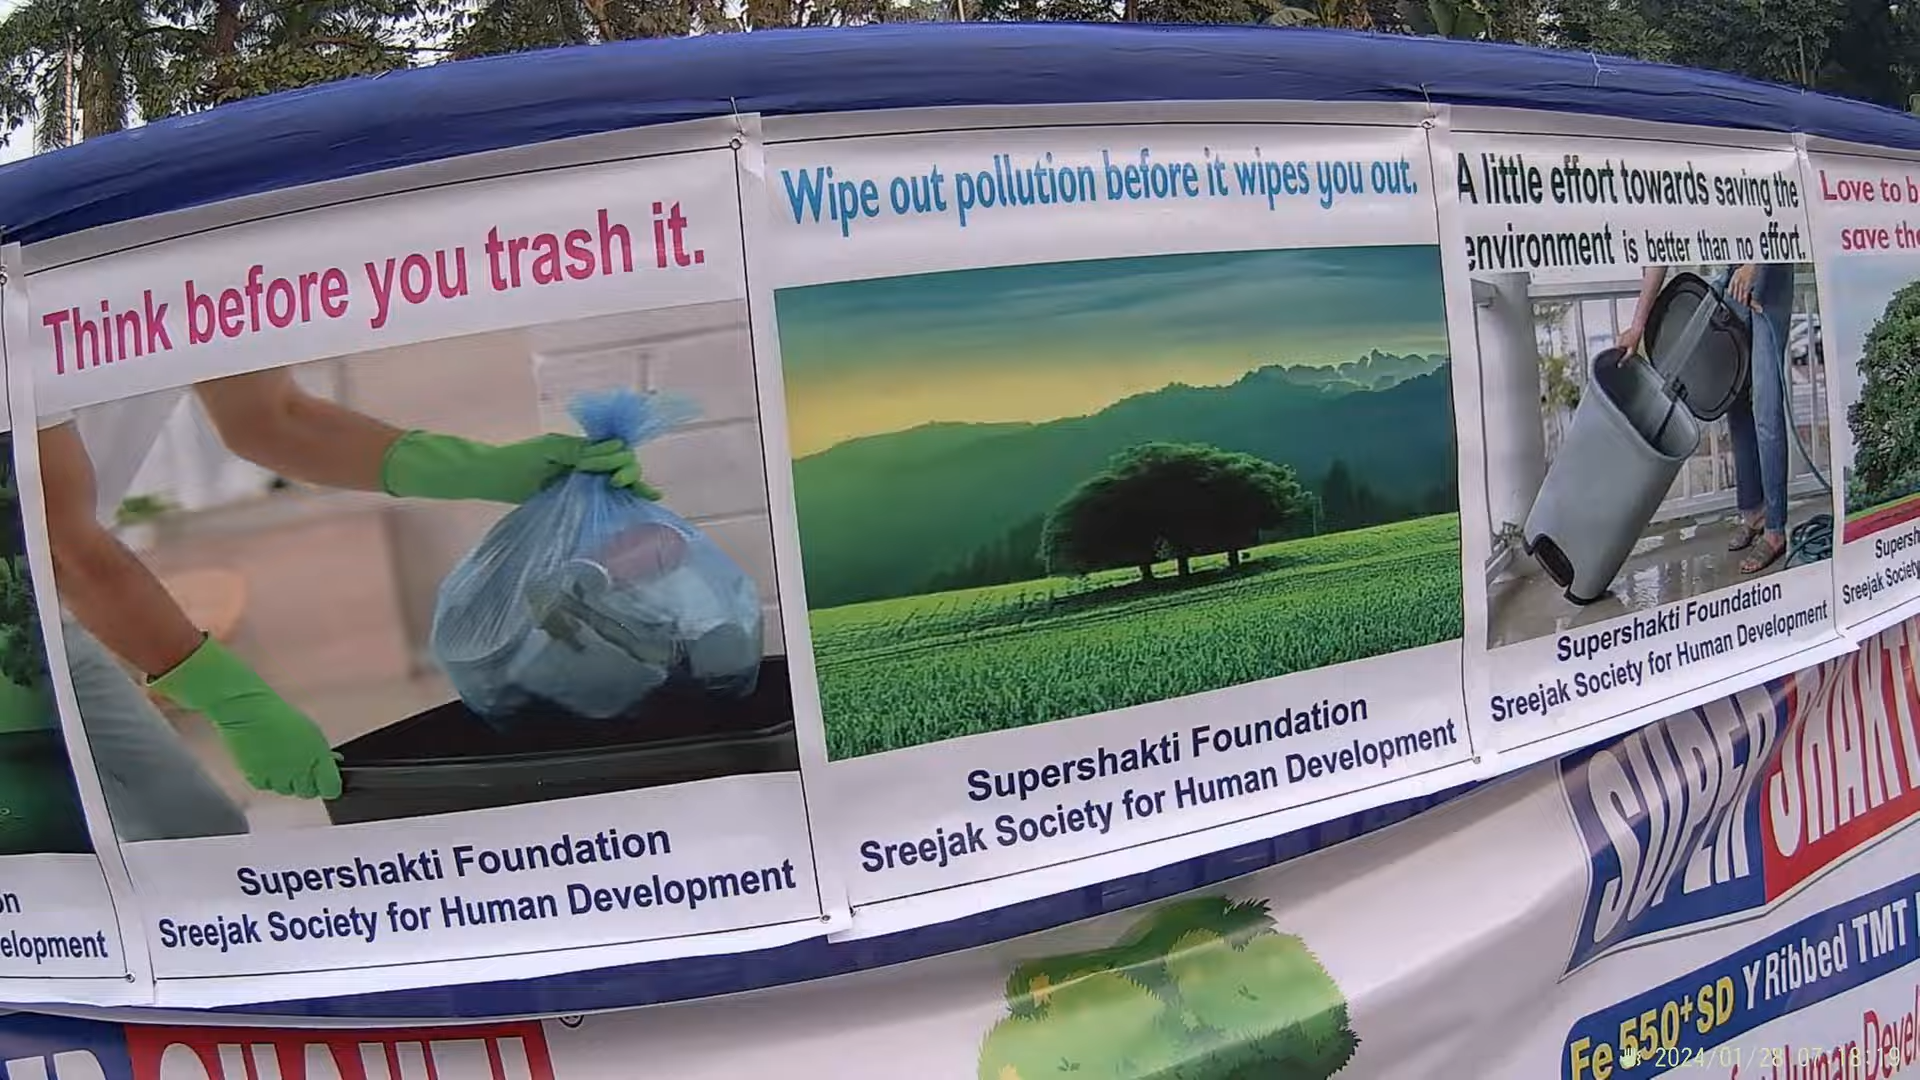 Think before you trash it.
Supershakti Foundation
Sreejak Society for Human Development
Wipe out pollution before it wipes you out.
Supershakti Foundation
Sreejak Society for Human Development
A little effort towards saving the
environment is better than no effort.
Supershakti Foundation
Sreejak Society for Human Development
Love to
save
Sreejak Society
elopment
SUPER SHAKTI
Fe 550+SD Y Ribbed TMT
Human
2024/01/28 07:18:19